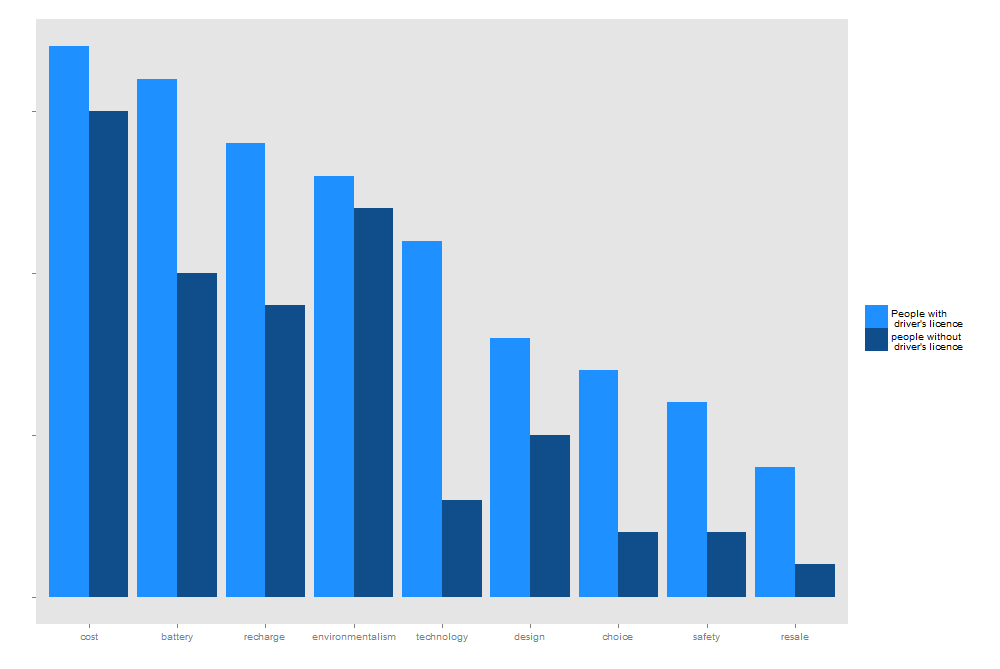 People with
driver's licence
people without
driver's licence
cost battery recharge environmentalism technology design choice safety resale